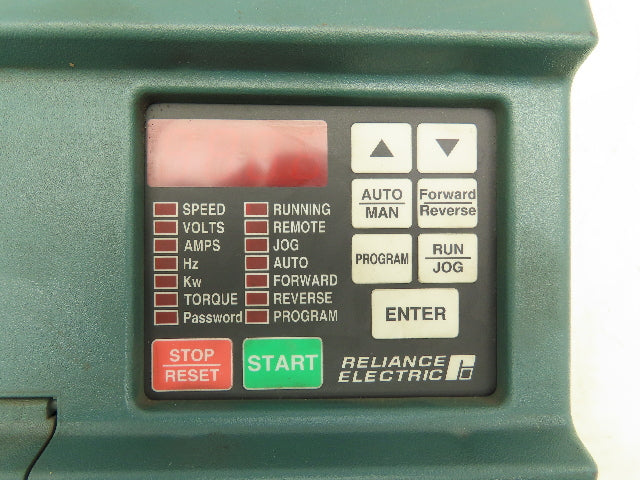 AUTO
MAN
Forward
Reverse
SPEED
RUNNING
VOLTS
REMOTE
AMPS
JOG
Hz
AUTO
Kw
FORWARD
TORQUE
REVERSE
Password
PROGRAM
PROGRAM
RUN
JOG
ENTER
STOP
RESET
START
RELIANCE
ELECTRIC